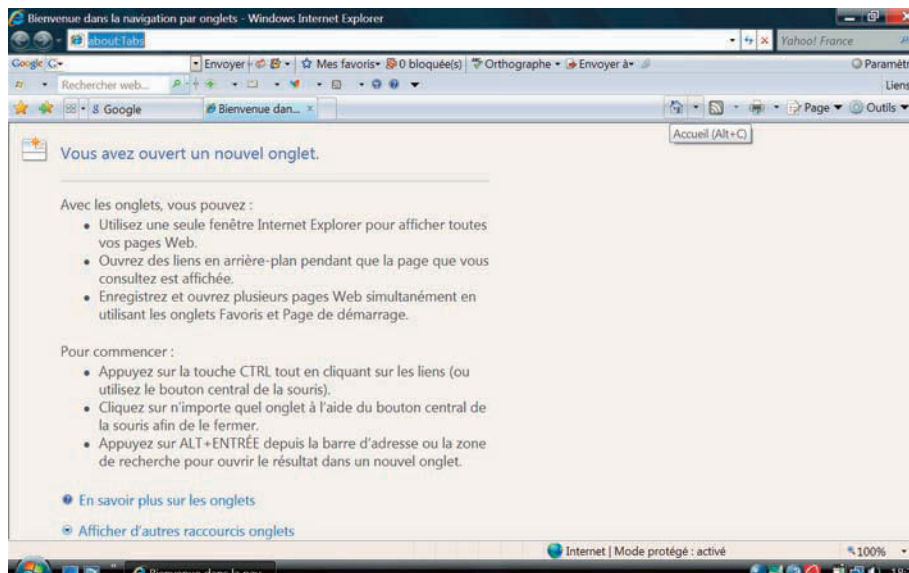 Bienvenue dans la navigation par onglets - Windows Internet Explorer
about:Tabs
Yahoo! France
Google G
Envoyer
Mes favoris
0 bloquée(s)
Orthographe
Envoyer à
Paramètr
Rechercher web...
Liens
Google
Bienvenue dan...
Page
Outils
Accueil (Alt+C)
Vous avez ouvert un nouvel onglet.
Avec les onglets, vous pouvez :
• Utilisez une seule fenêtre Internet Explorer pour afficher toutes
vos pages Web.
• Ouvrez des liens en arrière-plan pendant que la page que vous
consultez est affichée.
• Enregistrez et ouvrez plusieurs pages Web simultanément en
utilisant les onglets Favoris et Page de démarrage.
Pour commencer :
• Appuyez sur la touche CTRL tout en cliquant sur les liens (ou
utilisez le bouton central de la souris).
• Cliquez sur n'importe quel onglet à l'aide du bouton central de
la souris afin de le fermer.
• Appuyez sur ALT+ENTRÉE depuis la barre d'adresse ou la zone
de recherche pour ouvrir le résultat dans un nouvel onglet.
En savoir plus sur les onglets
Afficher d'autres raccourcis onglets
Internet | Mode protégé : activé
100%